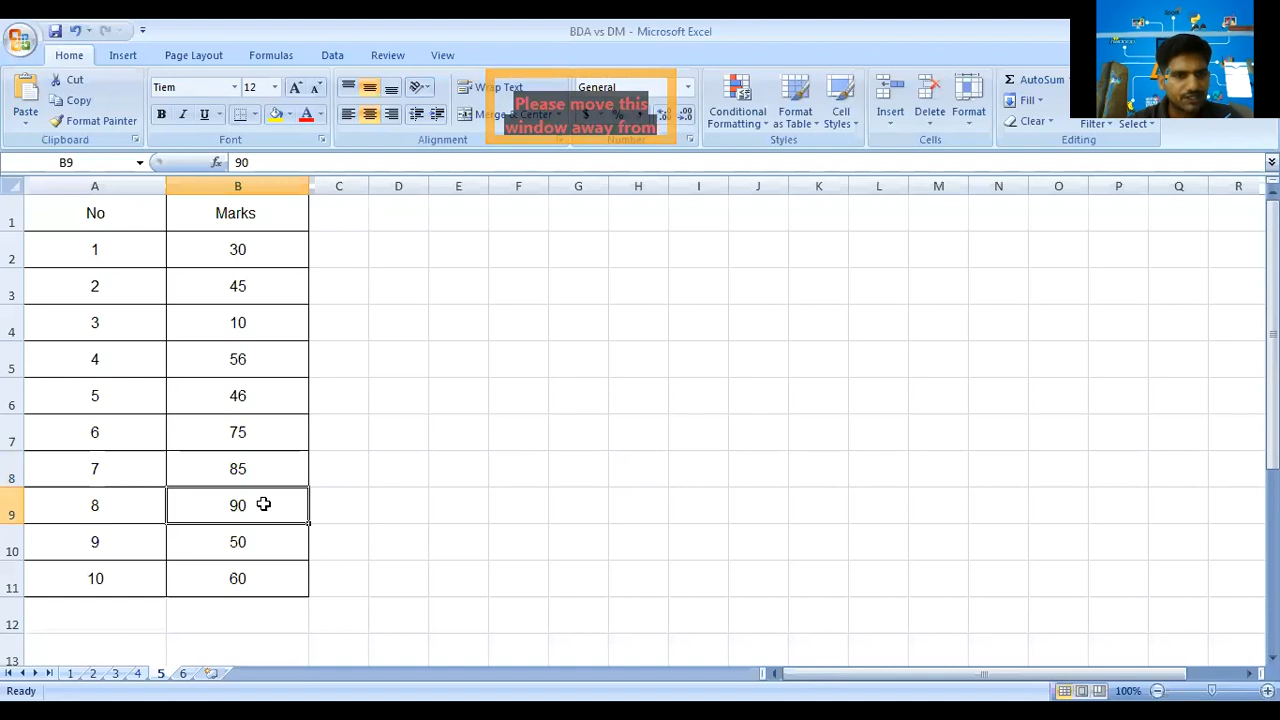 BDA vs DM - Microsoft Excel
Home Insert Page Layout Formulas Data Review View
Cut
Copy
Format Painter
Paste
Clipboard
Tiem 12
B I U
Font
Wrap Text
Merge & Center
Alignment
Please move this
window away from
General
$ %
Number
Conditional
Formatting
Format
as Table
Cell
Styles
Styles
Insert Delete Format
Cells
AutoSum
Fill
Clear
Filter Select
Editing
B9 fx 90
A B C D E F G H I J K L M N O P Q R
1 No Marks
2 1 30
3 2 45
4 3 10
5 4 56
6 5 46
7 6 75
8 7 85
9 8 90
10 9 50
11 10 60
12
13
1 2 3 4 5 6
Ready 100%